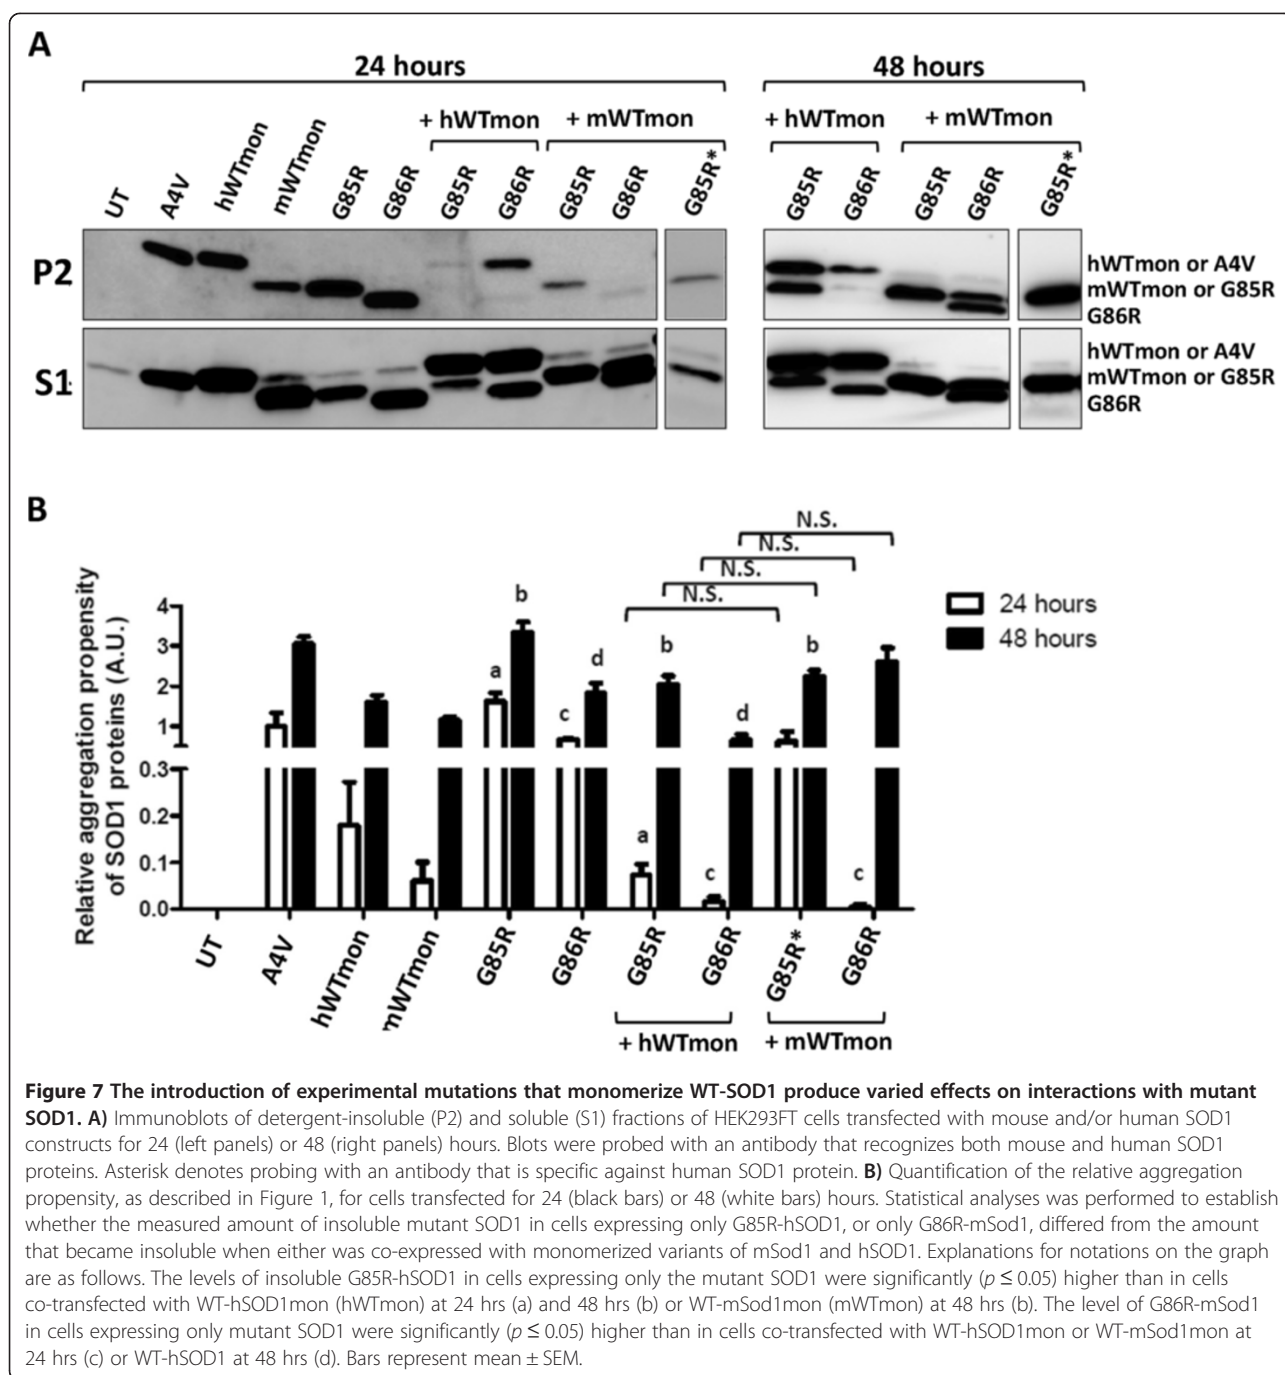 A
24 hours
48 hours
+ hWTmon
+ mWTmon
+ hWTmon
+ mWTmon
UT
A4V
hWTmon
mWTmon
G85R
G86R
G85R
G86R
G85R
G86R
G85R*
G85R
G86R
G85R
G86R
G85R*
P2
hWTmon or A4V
mWTmon or G85R
G86R
S1
hWTmon or A4V
mWTmon or G85R
G86R
B
N.S.
N.S.
N.S.
N.S.
24 hours
48 hours
Relative aggregation propensity
of SOD1 proteins (A.U.)
4
3
2
1
0.3
0.2
0.1
0.0
a
b
c
d
a
b
c
d
b
c
UT
A4V
hWTmon
mWTmon
G85R
G86R
G85R
G86R
G85R*
G86R
+ hWTmon
+ mWTmon
Figure 7 The introduction of experimental mutations that monomerize WT-SOD1 produce varied effects on interactions with mutant
SOD1. A) Immunoblots of detergent-insoluble (P2) and soluble (S1) fractions of HEK293FT cells transfected with mouse and/or human SOD1
constructs for 24 (left panels) or 48 (right panels) hours. Blots were probed with an antibody that recognizes both mouse and human SOD1
proteins. Asterisk denotes probing with an antibody that is specific against human SOD1 protein. B) Quantification of the relative aggregation
propensity, as described in Figure 1, for cells transfected for 24 (black bars) or 48 (white bars) hours. Statistical analyses was performed to establish
whether the measured amount of insoluble mutant SOD1 in cells expressing only G85R-hSOD1, or only G86R-mSod1, differed from the amount
that became insoluble when either was co-expressed with monomerized variants of mSod1 and hSOD1. Explanations for notations on the graph
are as follows. The levels of insoluble G85R-hSOD1 in cells expressing only the mutant SOD1 were significantly (p ≤ 0.05) higher than in cells
co-transfected with WT-hSOD1mon (hWTmon) at 24 hrs (a) and 48 hrs (b) or WT-mSod1mon (mWTmon) at 48 hrs (b). The level of G86R-mSod1
in cells expressing only mutant SOD1 were significantly (p ≤ 0.05) higher than in cells co-transfected with WT-hSOD1mon or WT-mSod1mon at
24 hrs (c) or WT-hSOD1 at 48 hrs (d). Bars represent mean ± SEM.